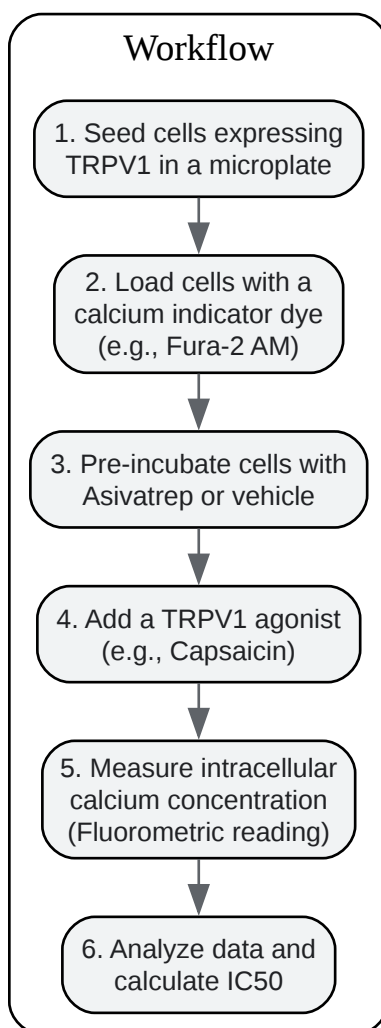 Workflow
1. Seed cells expressing
TRPV1 in a microplate
2. Load cells with a
calcium indicator dye
(e.g., Fura-2 AM)
3. Pre-incubate cells with
Asivatrep or vehicle
4. Add a TRPV1 agonist
(e.g., Capsaicin)
5. Measure intracellular
calcium concentration
(Fluorometric reading)
6. Analyze data and
calculate IC50